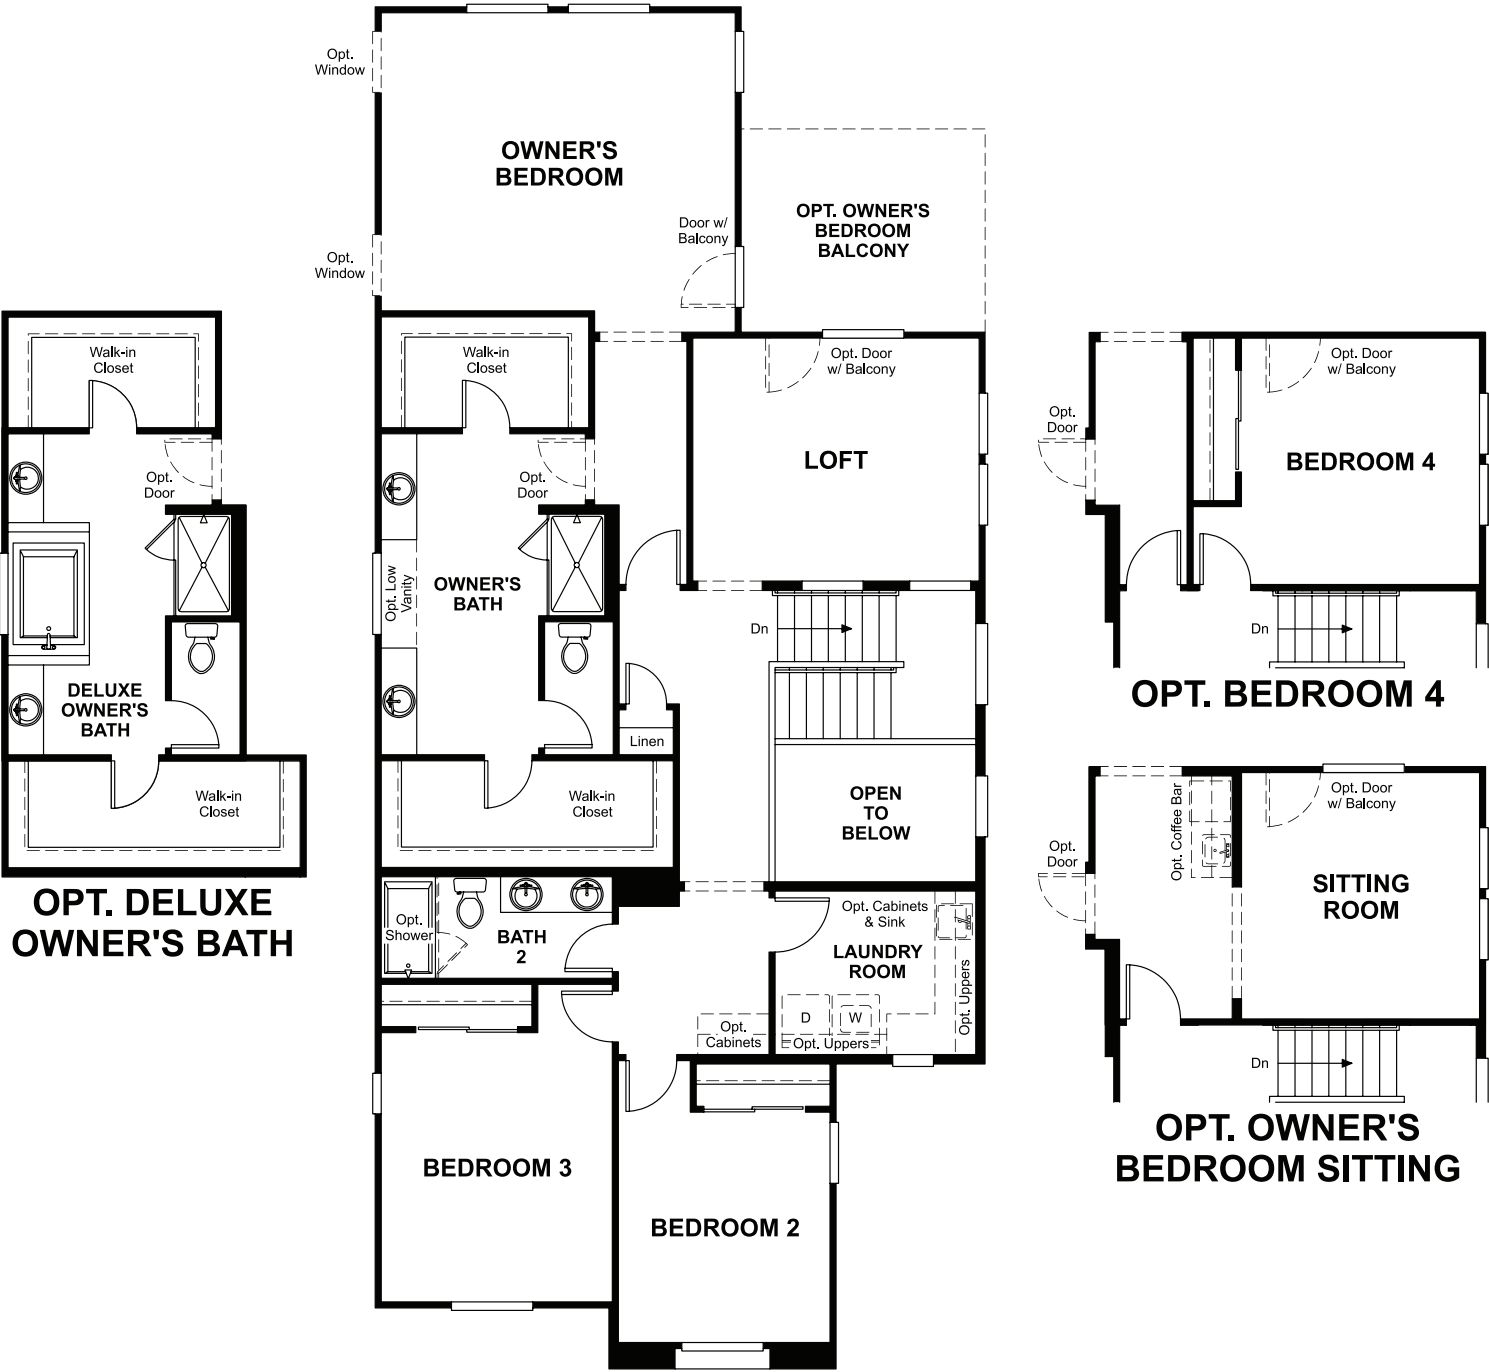 Opt.
Window
OWNER'S
BEDROOM
OPT. OWNER'S
BEDROOM
BALCONY
Door w/
Balcony
Opt.
Window
Walk-in
Closet
Opt.
Door
DELUXE
OWNER'S
BATH
Walk-in
Closet
OPT. DELUXE
OWNER'S BATH
Walk-in
Closet
Opt.
Door
Opt. Low
Vanity
OWNER'S
BATH
Linen
Walk-in
Closet
Opt. Door
w/ Balcony
LOFT
Dn
OPEN
TO
BELOW
Opt.
Shower
BATH
2
Opt. Cabinets
& Sink
LAUNDRY
ROOM
Opt. Uppers
D
W
Opt. Uppers
Opt.
Cabinets
BEDROOM 3
BEDROOM 2
Opt. Door
w/ Balcony
Opt.
Door
BEDROOM 4
Dn
OPT. BEDROOM 4
Opt. Coffee Bar
Opt. Door
w/ Balcony
Opt.
Door
SITTING
ROOM
Dn
OPT. OWNER'S
BEDROOM SITTING